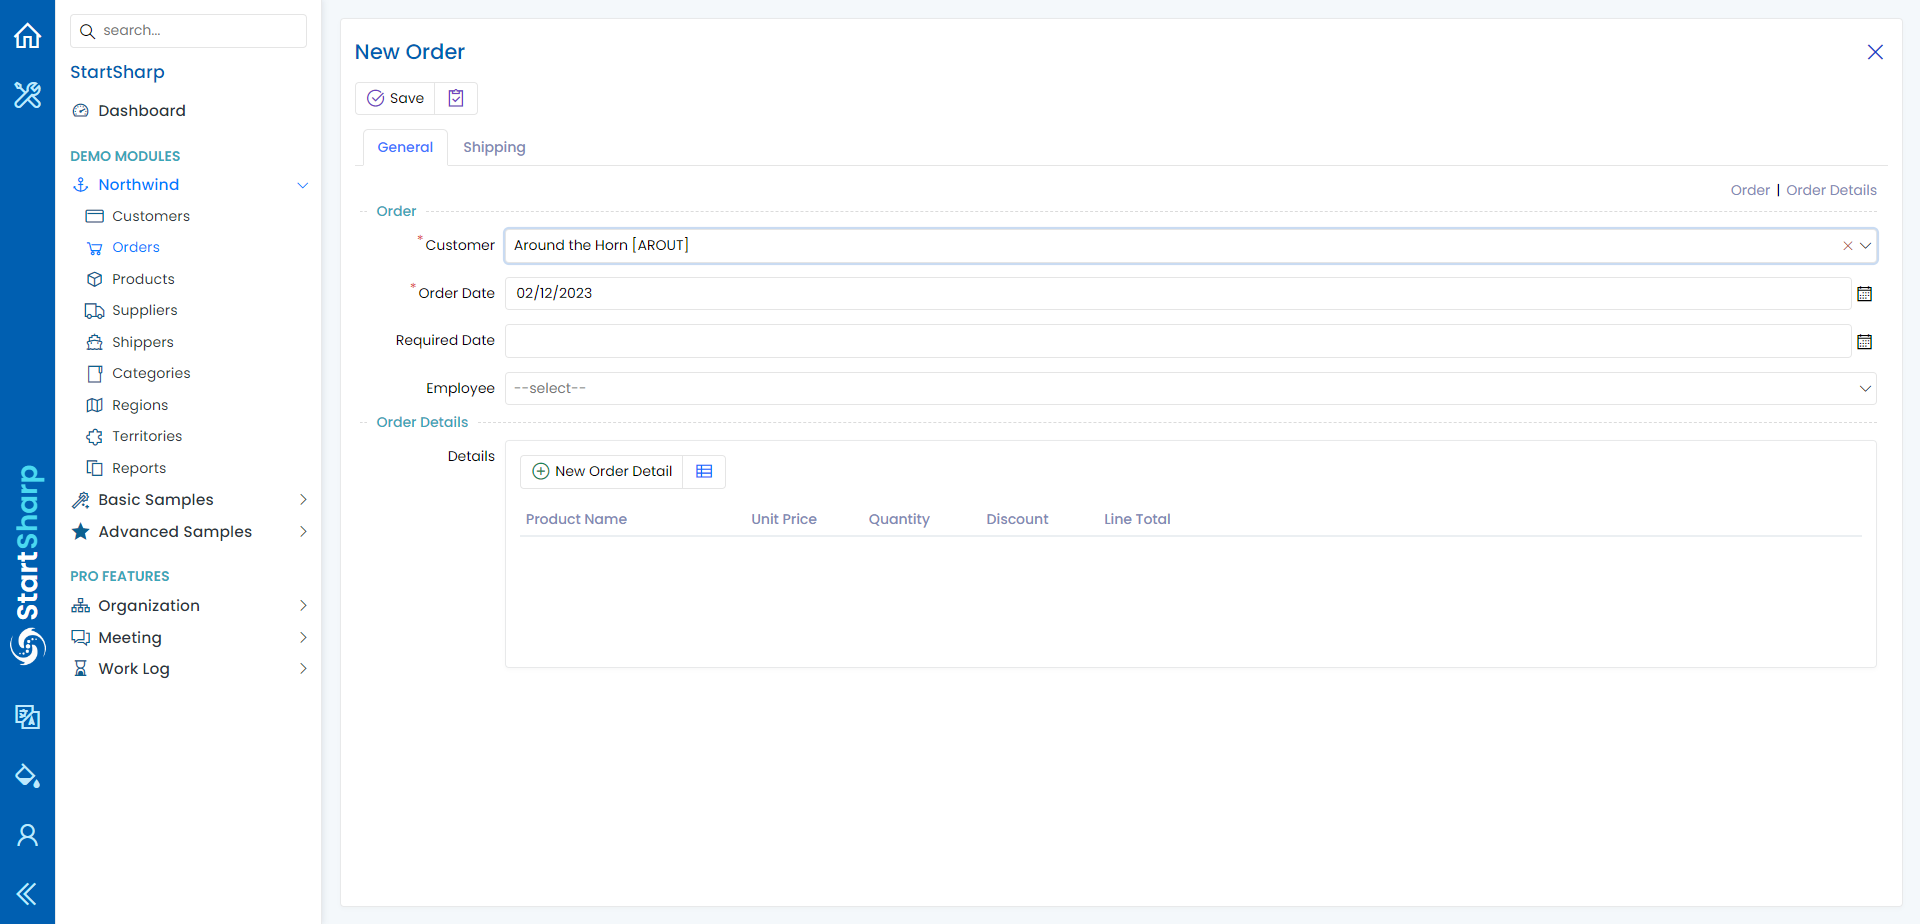 search...
StartSharp
Dashboard
DEMO MODULES
Northwind
Customers
Orders
Products
Suppliers
Shippers
Categories
Regions
Territories
Reports
Basic Samples
Advanced Samples
PRO FEATURES
Organization
Meeting
Work Log
StartSharp
New Order
Save
General Shipping
Order | Order Details
Order
* Customer Around the Horn [AROUT]
* Order Date 02/12/2023
Required Date
Employee --select--
Order Details
Details
New Order Detail
Product Name Unit Price Quantity Discount Line Total